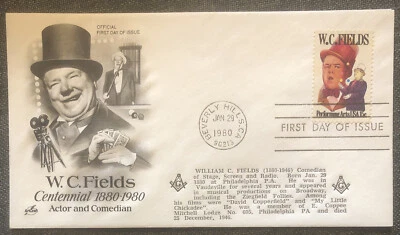 OFFICIAL
FIRST DAY OF ISSUE
W.C. FIELDS
Performing Arts USA 15c
BEVERLY HILLS, CA
JAN 29
1980
90213
FIRST DAY OF ISSUE
W.C. Fields
Centennial 1880-1980
Actor and Comedian
WILLIAM C. FIELDS (1880-1946) Comedian
of Stage, Screen and Radio. Born Jan. 29
1880 at Philadelphia P.A. He was in
Vaudeville for several years and appeared
in musical productions on Broadway,
including the Ziegfield Follies. Among
his films were "David Copperfield" and "My Little
Chickadee". He was a member of E. Coppee
Mitchell Lodge No. 605, Philadelphia and died
25 December, 1946.